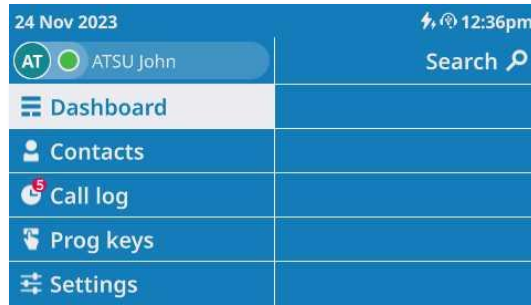 24 Nov 2023 12:36pm
AT ATSU John Search
Dashboard
Contacts
5 Call log
Prog keys
Settings